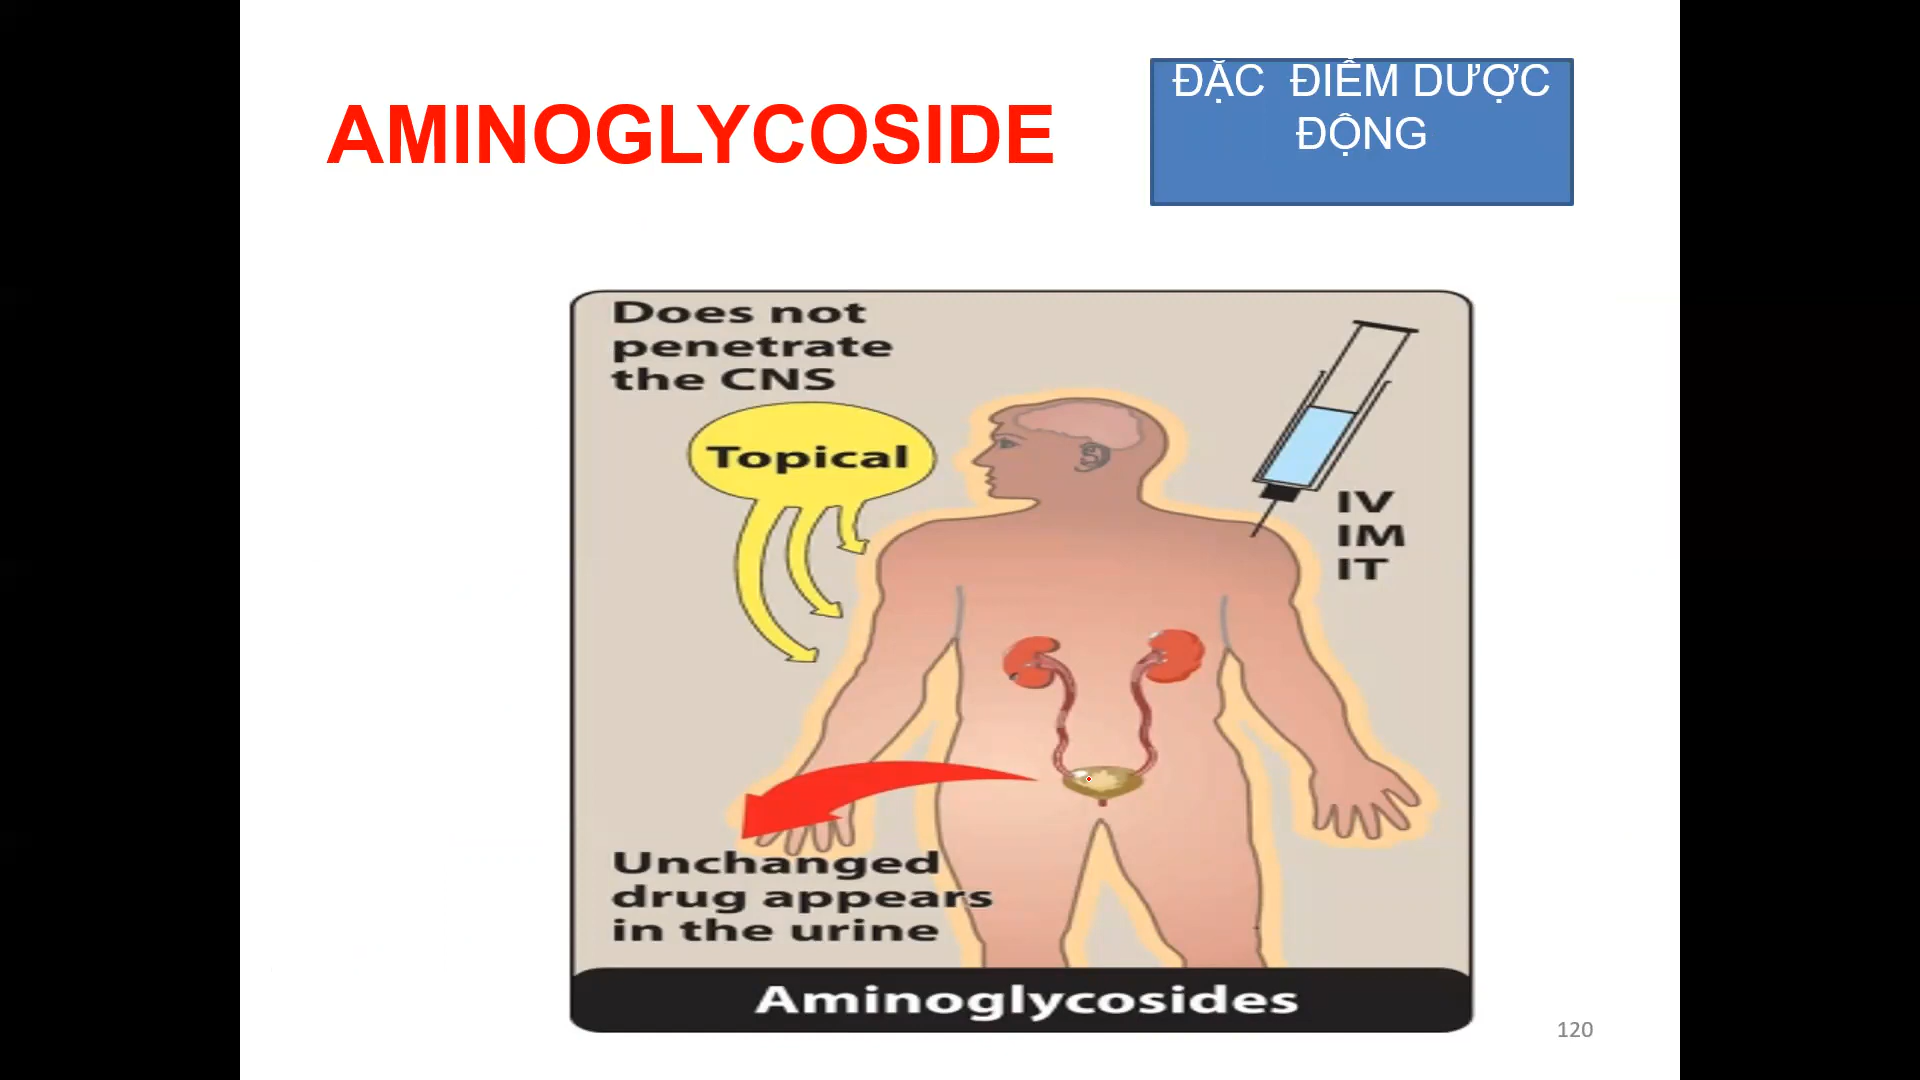 AMINOGLYCOSIDE
ĐẶC ĐIỂM DƯỢC
ĐỘNG
Does not
penetrate
the CNS
Topical
IV
IM
IT
Unchanged
drug appears
in the urine
Aminoglycosides
120